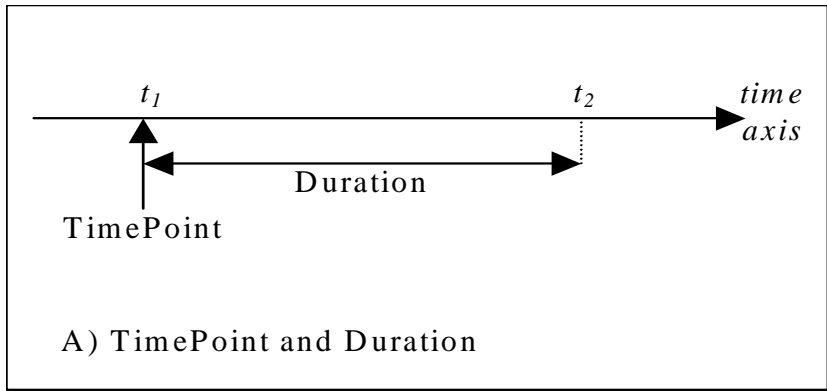 t₁
t₂
time
axis
Duration
TimePoint
A) TimePoint and Duration